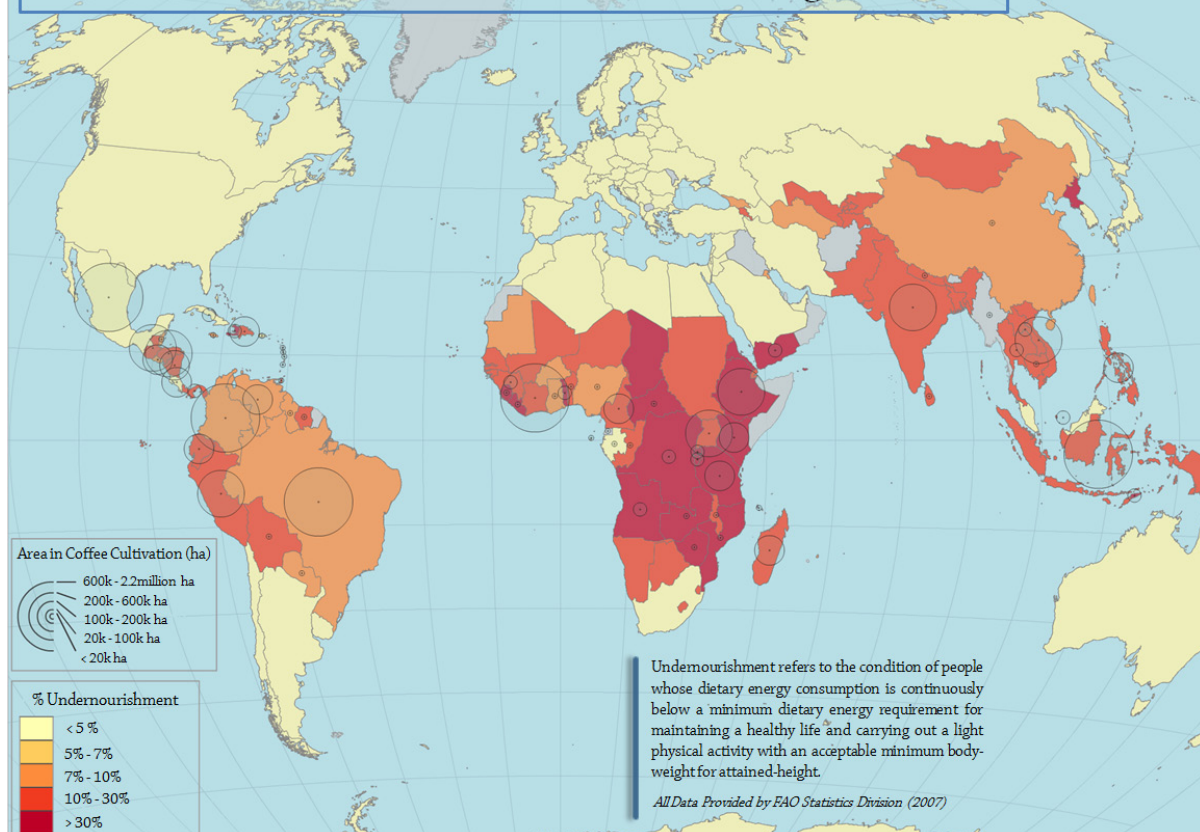 Area in Coffee Cultivation (ha)
600k - 2.2million ha
200k - 600k ha
100k - 200k ha
20k - 100k ha
< 20k ha
% Undernourishment
< 5 %
5% - 7%
7% - 10%
10% - 30%
> 30%
Undernourishment refers to the condition of people
whose dietary energy consumption is continuously
below a minimum dietary energy requirement for
maintaining a healthy life and carrying out a light
physical activity with an acceptable minimum body-
weight for attained-height.
All Data Provided by FAO Statistics Division (2007)